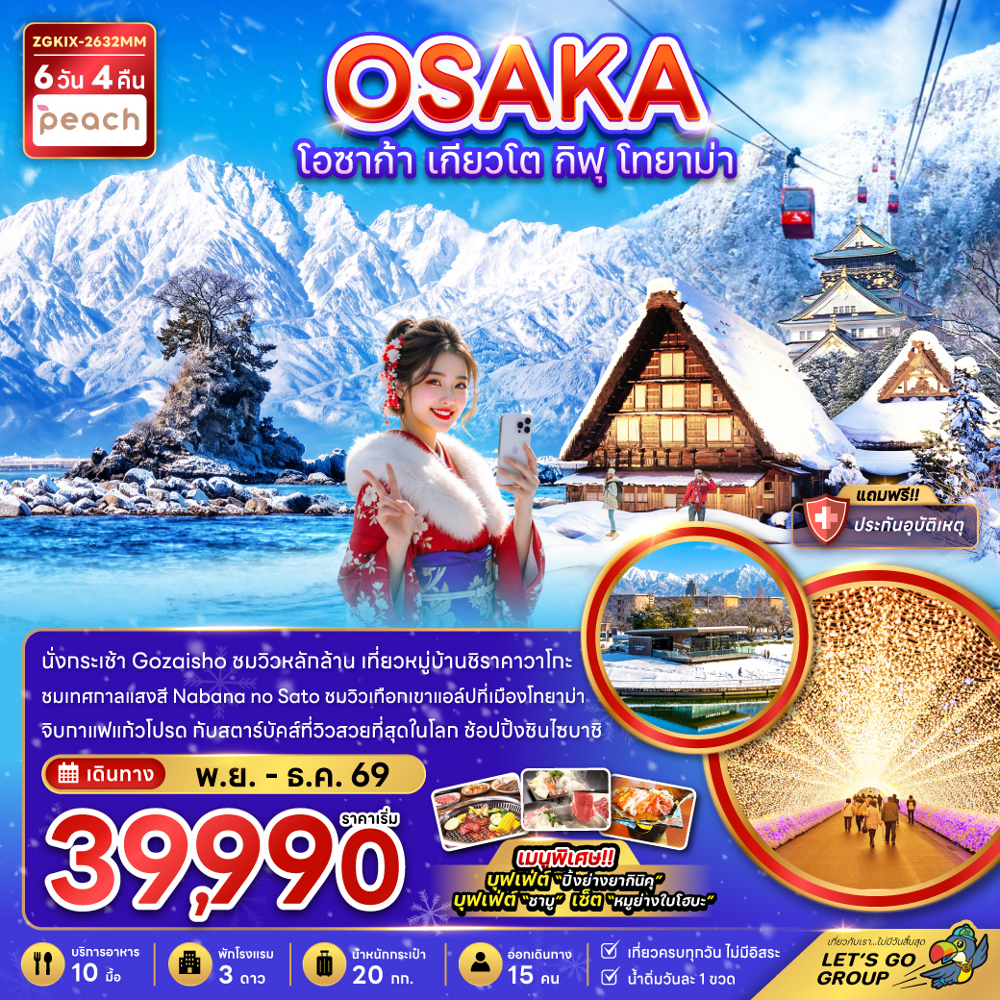 ZGKIX-2632MM
6 วัน 4 คืน
peach
OSAKA
โอซาก้า เกียวโต กิฟุ โทยาม่า
แถมฟรี!!
ประกันอุบัติเหตุ
นั่งกระเช้า Gozaisho ชมวิวหลักล้าน เที่ยวหมู่บ้านชิราคาวาโกะ
ชมเทศกาลแสงสี Nabana no Sato ชมวิวเทือกเขาแอล์ปที่เมืองโทยาม่า
จิบกาแฟแก้วโปรด กับสตาร์บัคส์ที่วิวสวยที่สุดในโลก ช้อปปิ้งชินไซบาชิ
เดินทาง พ.ย. - ธ.ค. 69
ราคาเริ่ม
39,990
เมนูพิเศษ!!
บุฟเฟ่ต์ "ปิ้งย่างยากินิคุ"
บุฟเฟ่ต์ "ชาบู" เซ็ต "หมูย่างใบโฮบะ"
บริการอาหาร
10 มื้อ
พักโรงแรม
3 ดาว
น้ำหนักกระเป๋า
20 กก.
ออกเดินทาง
15 คน
เที่ยวครบทุกวัน ไม่มีอิสระ
น้ำดื่มวันละ 1 ขวด
เที่ยวกับเรา...ไม่มีวันสิ้นสุด
LET'S GO
GROUP